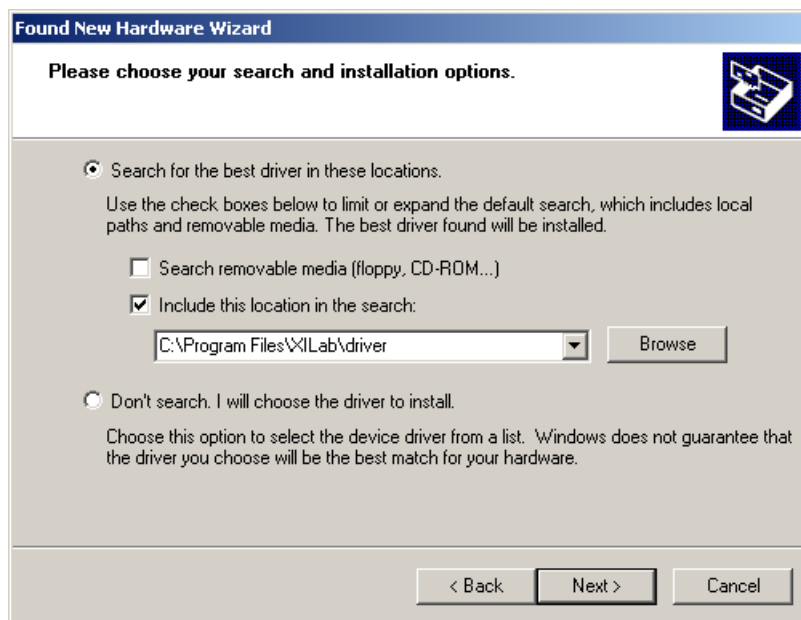 Found New Hardware Wizard
Please choose your search and installation options.
Search for the best driver in these locations.
Use the check boxes below to limit or expand the default search, which includes local
paths and removable media. The best driver found will be installed.
Search removable media (floppy, CD-ROM...)
Include this location in the search:
C:\Program Files\XILab\driver
Browse
Don't search. I will choose the driver to install.
Choose this option to select the device driver from a list. Windows does not guarantee that
the driver you choose will be the best match for your hardware.
< Back
Next >
Cancel